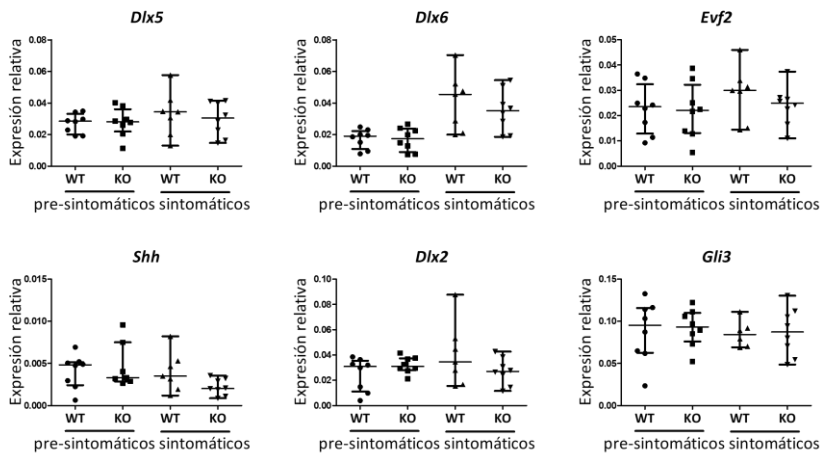 Dlx5
Dlx6
Evf2
Expresión relativa
0.08
0.06
0.04
0.02
0.00
WT KO WT KO
pre-sintomáticos sintomáticos
Expresión relativa
0.08
0.06
0.04
0.02
0.00
WT KO WT KO
pre-sintomáticos sintomáticos
Expresión relativa
0.05
0.04
0.03
0.02
0.01
0.00
WT KO WT KO
pre-sintomáticos sintomáticos
Shh
Dlx2
Gli3
Expresión relativa
0.015
0.0010
0.005
0.000
WT KO WT KO
pre-sintomáticos sintomáticos
Expresión relativa
0.10
0.08
0.06
0.04
0.02
0.00
WT KO WT KO
pre-sintomáticos sintomáticos
Expresión relativa
0.15
0.10
0.05
0.00
WT KO WT KO
pre-sintomáticos sintomáticos